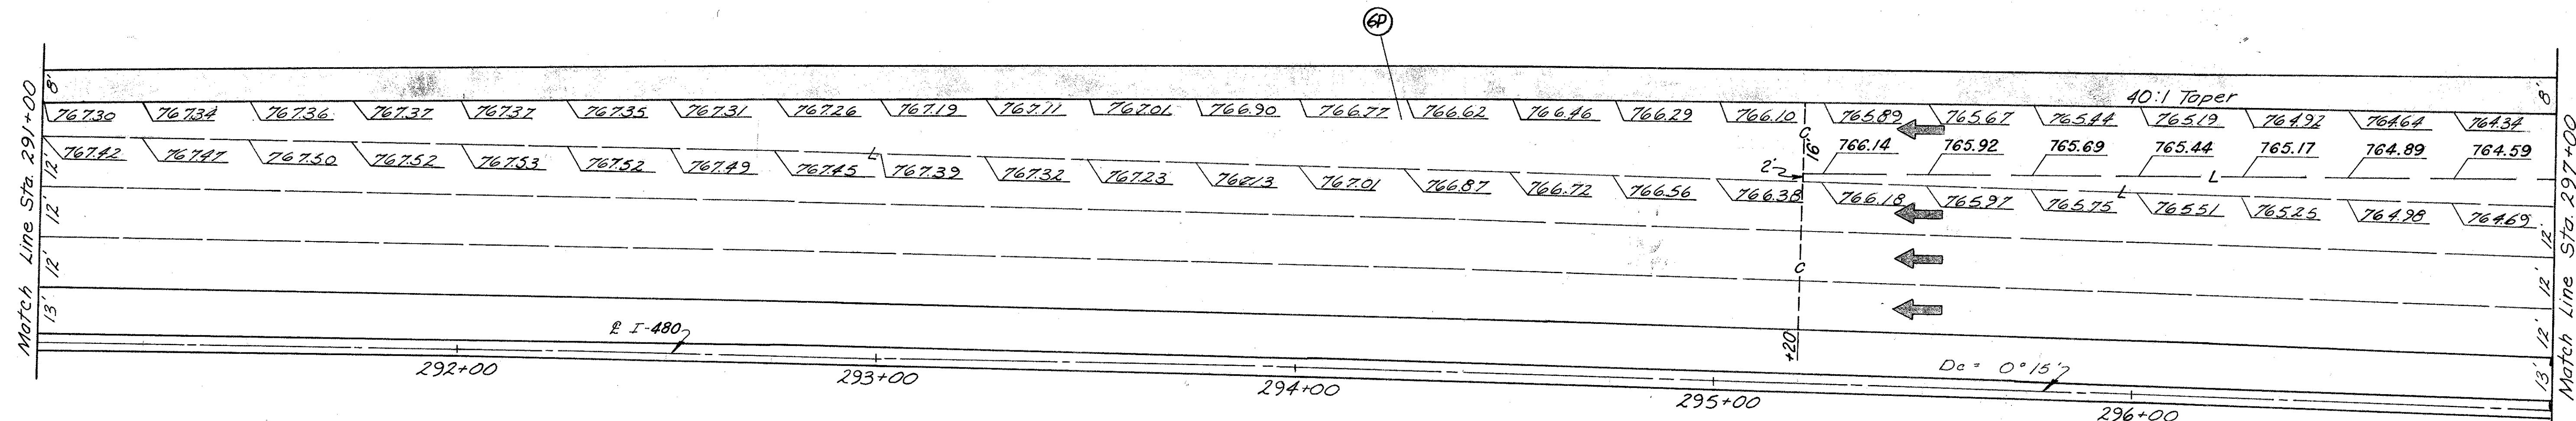 6P
Match Line Sta. 291+00
8'
767.30 767.34 767.36 767.37 767.37 767.35 767.31 767.26 767.19 767.11 767.01 766.90 766.77 766.62 766.46 766.29 766.10 765.89 765.67 765.44 765.19 764.92 764.64 764.34
40:1 Taper
8'
C
16'
766.14 765.92 765.69 765.44 765.17 764.89 764.59
2'
L
767.42 767.47 767.50 767.52 767.53 767.52 767.49 767.45 767.39 767.32 767.23 767.13 767.01 766.87 766.72 766.56 766.38 766.18 765.97 765.75 765.51 765.25 764.98 764.69
L
L
12'
12'
12'
13'
C
+20
12'
12'
12'
13'
℄ I-480
Dc = 0°15'
292+00 293+00 294+00 295+00 296+00
Match Line Sta. 297+00